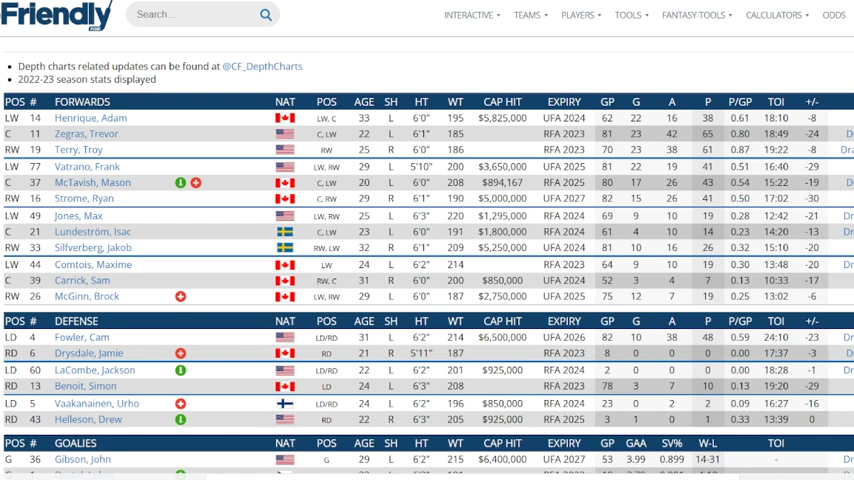 Friendly
Search...
INTERACTIVE TEAMS PLAYERS TOOLS FANTASY-TOOLS CALCULATORS ODDS
Depth charts related updates can be found at @CF_DepthCharts
2022-23 season stats displayed
POS # FORWARDS NAT POS AGE SH HT WT CAP HIT EXPIRY GP G A P P/GP TOI +/-
LW 14 Henrique, Adam LW, C 33 L 6'0" 195 $5,825,000 UFA 2024 62 22 16 38 0.61 18:10 -8
C 11 Zegras, Trevor C, LW 22 L 6'1" 185 RFA 2023 81 23 42 65 0.80 18:49 -24 D
RW 19 Terry, Troy RW 25 R 6'0" 186 RFA 2023 70 23 38 61 0.87 19:22 -8 Dra
LW 77 Vatrano, Frank LW, RW 29 L 5'10" 201 $3,650,000 UFA 2025 81 22 19 41 0.51 16:40 -29
C 37 McTavish, Mason C, LW 20 L 6'0" 208 $894,167 RFA 2025 80 17 26 43 0.54 15:22 -19 D
RW 16 Strome, Ryan C, RW 29 R 6'1" 190 $5,000,000 UFA 2027 82 15 26 41 0.50 17:02 -30
LW 49 Jones, Max LW, RW 25 L 6'3" 220 $1,295,000 RFA 2024 69 9 10 19 0.28 12:42 -21 Dr
C 21 Lundeström, Isac C, LW 23 L 6'0" 191 $1,800,000 RFA 2024 61 4 10 14 0.23 14:20 -13 Dr
RW 33 Silfverberg, Jakob RW, LW 32 R 6'1" 209 $5,250,000 UFA 2024 81 10 16 26 0.32 15:10 -20
LW 44 Comtois, Maxime LW 24 L 6'2" 214 RFA 2023 64 9 10 19 0.30 13:48 -20 Dr
C 39 Carrick, Sam RW, C 31 R 6'0" 200 $850,000 UFA 2024 52 3 4 7 0.13 10:33 -17
RW 26 McGinn, Brock LW, RW 29 L 6'0" 187 $2,750,000 UFA 2025 75 12 7 19 0.25 13:02 -6
POS # DEFENSE NAT POS AGE SH HT WT CAP HIT EXPIRY GP G A P P/GP TOI +/-
LD 4 Fowler, Cam LD/RD 31 L 6'2" 214 $6,500,000 UFA 2026 82 10 38 48 0.59 24:10 -23 Dr
RD 6 Drysdale, Jamie RD 21 R 5'11" 187 RFA 2023 8 0 0 0 0.00 17:37 -3 D
LD 60 LaCombe, Jackson LD/RD 22 L 6'2" 201 $925,000 RFA 2024 2 0 0 0 0.00 18:28 -1 Dr
RD 13 Benoit, Simon LD 24 L 6'3" 208 RFA 2023 78 3 7 10 0.13 19:20 -29
LD 5 Vaakanainen, Urho LD/RD 24 L 6'2" 196 $850,000 RFA 2024 23 0 2 2 0.09 16:27 -16 Dr
RD 43 Helleson, Drew RD 22 R 6'3" 205 $925,000 RFA 2025 3 1 0 1 0.33 13:39 0 Dr
POS # GOALIES NAT POS AGE SH HT WT CAP HIT EXPIRY GP GAA SV% W-L TOI
G 36 Gibson, John G 29 L 6'2" 215 $6,400,000 UFA 2027 53 3.99 0.899 14-31 - Dr